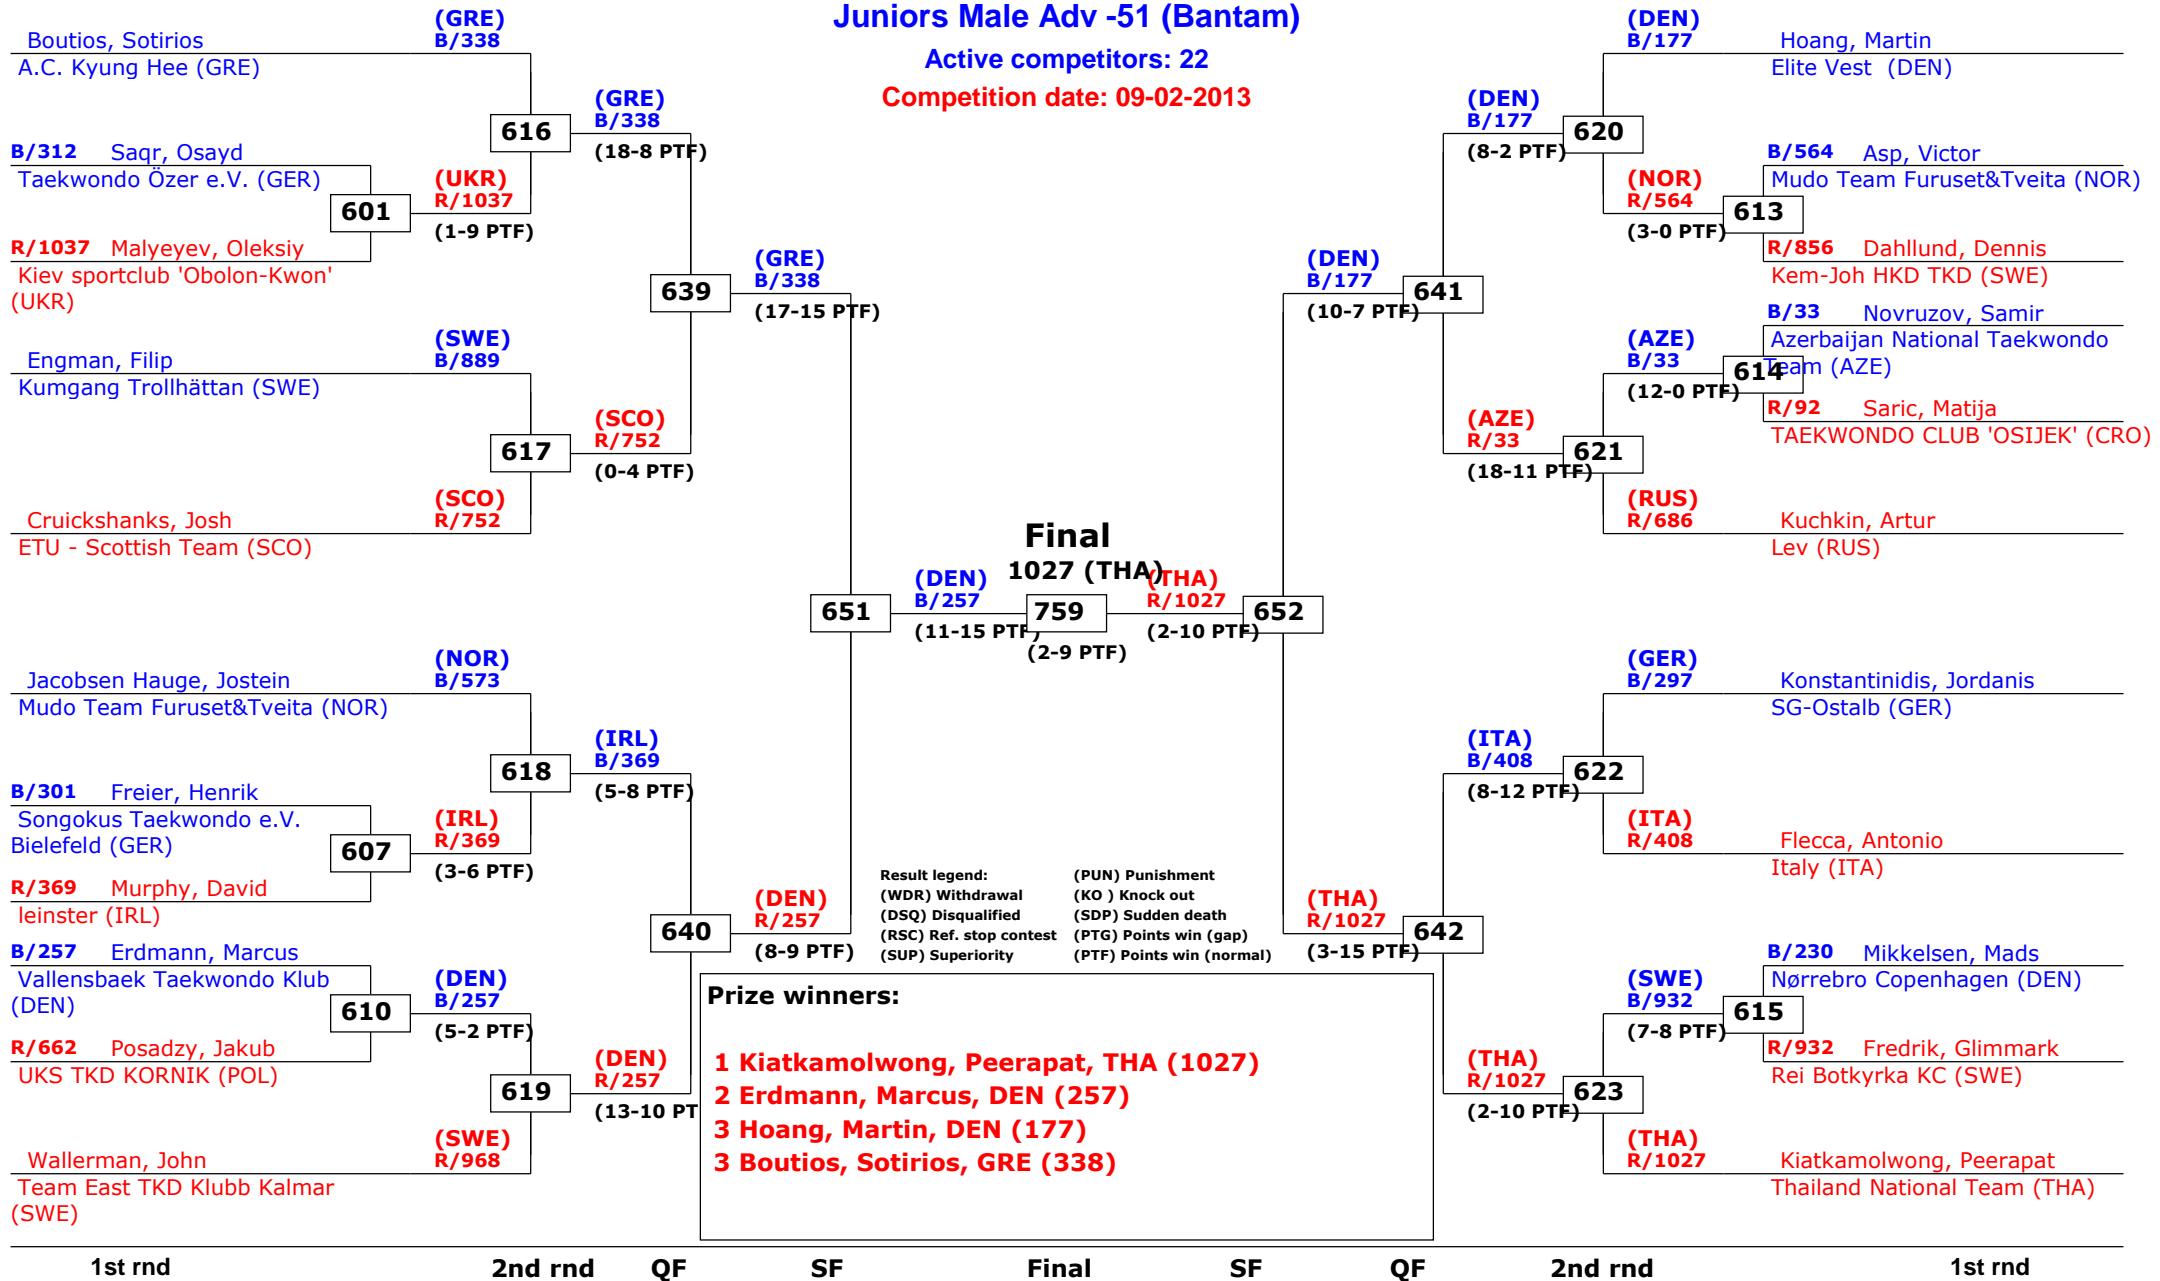 Juniors Male Adv -51 (Bantam)
Active competitors: 22
Competition date: 09-02-2013
(GRE)
B/338
Boutios, Sotirios
A.C. Kyung Hee (GRE)
616
(GRE)
B/338
(18-8 PTF)
B/312 Saqr, Osayd
Taekwondo Özer e.V. (GER)
601
(UKR)
R/1037
(1-9 PTF)
R/1037 Malyeyev, Oleksiy
Kiev sportclub 'Obolon-Kwon'
(UKR)
639
(GRE)
B/338
(17-15 PTF)
(SWE)
B/889
Engman, Filip
Kumgang Trollhättan (SWE)
617
(SCO)
R/752
(0-4 PTF)
(SCO)
R/752
Cruickshanks, Josh
ETU - Scottish Team (SCO)
651
(DEN)
B/257
(11-15 PTF)
Final
1027 (THA)
759
(2-9 PTF)
(THA)
R/1027
(2-10 PTF)
652
(NOR)
B/573
Jacobsen Hauge, Jostein
Mudo Team Furuset&Tveita (NOR)
618
(IRL)
B/369
(5-8 PTF)
B/301 Freier, Henrik
Songokus Taekwondo e.V.
Bielefeld (GER)
607
(IRL)
R/369
(3-6 PTF)
R/369 Murphy, David
leinster (IRL)
640
(DEN)
R/257
(8-9 PTF)
B/257 Erdmann, Marcus
Vallensbaek Taekwondo Klub
(DEN)
610
(DEN)
B/257
(5-2 PTF)
R/662 Posadzy, Jakub
UKS TKD KORNIK (POL)
619
(DEN)
R/257
(13-10 PT
(SWE)
R/968
Wallerman, John
Team East TKD Klubb Kalmar
(SWE)
(DEN)
B/177
Hoang, Martin
Elite Vest (DEN)
(DEN)
B/177
(8-2 PTF)
620
B/564 Asp, Victor
Mudo Team Furuset&Tveita (NOR)
(NOR)
R/564
(3-0 PTF)
613
R/856 Dahllund, Dennis
Kem-Joh HKD TKD (SWE)
(DEN)
B/177
(10-7 PTF)
641
B/33 Novruzov, Samir
Azerbaijan National Taekwondo
Team (AZE)
(AZE)
B/33
(12-0 PTF)
614
R/92 Saric, Matija
TAEKWONDO CLUB 'OSIJEK' (CRO)
(AZE)
R/33
(18-11 PTF)
621
(RUS)
R/686
Kuchkin, Artur
Lev (RUS)
(GER)
B/297
Konstantinidis, Jordanis
SG-Ostalb (GER)
(ITA)
B/408
(8-12 PTF)
622
(ITA)
R/408
Flecca, Antonio
Italy (ITA)
(THA)
R/1027
(3-15 PTF)
642
B/230 Mikkelsen, Mads
Nørrebro Copenhagen (DEN)
(SWE)
B/932
(7-8 PTF)
615
R/932 Fredrik, Glimmark
Rei Botkyrka KC (SWE)
(THA)
R/1027
(2-10 PTF)
623
(THA)
R/1027
Kiatkamolwong, Peerapat
Thailand National Team (THA)
Result legend: (PUN) Punishment
(WDR) Withdrawal (KO ) Knock out
(DSQ) Disqualified (SDP) Sudden death
(RSC) Ref. stop contest (PTG) Points win (gap)
(SUP) Superiority (PTF) Points win (normal)
Prize winners:
1 Kiatkamolwong, Peerapat, THA (1027)
2 Erdmann, Marcus, DEN (257)
3 Hoang, Martin, DEN (177)
3 Boutios, Sotirios, GRE (338)
1st rnd 2nd rnd QF SF Final SF QF 2nd rnd 1st rnd